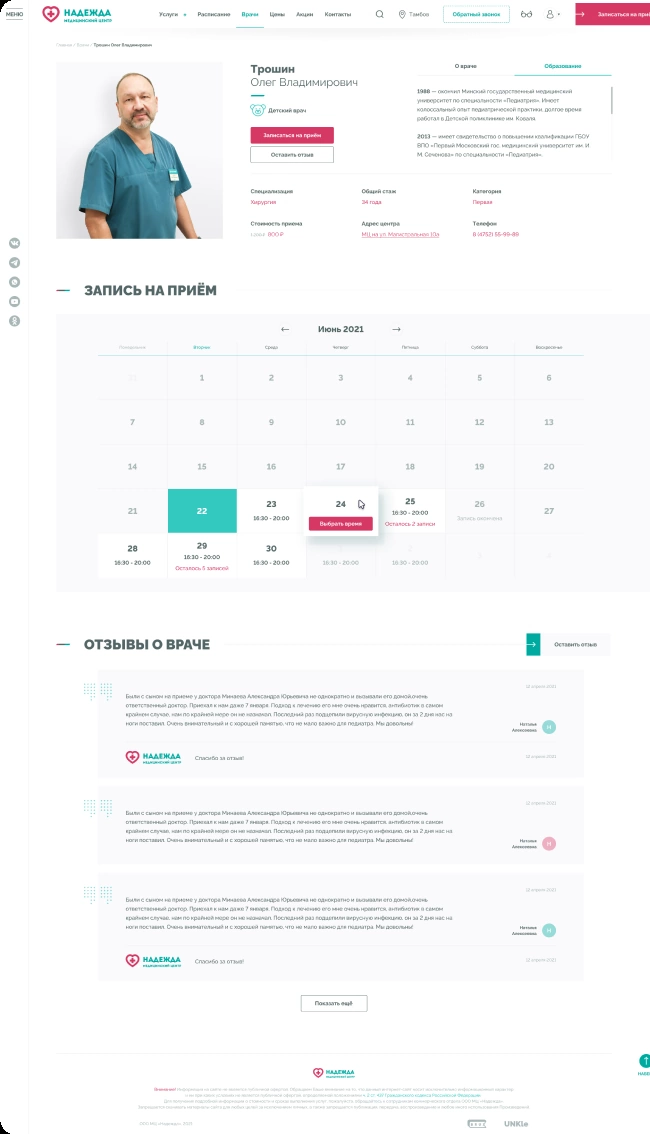 МЕНЮ
НАДЕЖДА
МЕДИЦИНСКИЙ ЦЕНТР
Услуги
Расписание
Врачи
Цены
Акции
Контакты
Тамбов
Обратный звонок
Записаться на приё
Главная / Врачи / Трошин Олег Владимирович
Трошин
Олег Владимирович
Детский врач
Записаться на приём
Оставить отзыв
О враче
Образование
1988 — окончил Минский государственный медицинский
университет по специальности «Педиатрия». Имеет
колоссальный опыт педиатрической практики, долгое время
работал в Детской поликлинике им. Коваля.
2013 — имеет свидетельство о повышении квалификации ГБОУ
ВПО «Первый Московский гос. медицинский университет им. И.
М. Сеченова» по специальности «Педиатрия».
Специализация
Хирургия
Общий стаж
34 года
Категория
Первая
Стоимость приема
800 ₽
Адрес центра
МЦ на ул. Магистральная, 10а
Телефон
8 (4752) 55-99-88
ЗАПИСЬ НА ПРИЁМ
Июнь 2021
Понедельник
Вторник
Среда
Четверг
Пятница
Суббота
Воскресенье
31 1 2 3 4 5 6
7 8 9 10 11 12 13
14 15 16 17 18 19 20
21 22 23 24 25 26 27
16:30 - 20:00
Выбрать время
16:30 - 20:00
Осталось 2 записи
Запись окончена
28 29 30
16:30 - 20:00
16:30 - 20:00
Осталось 5 записей
16:30 - 20:00
16:30 - 20:00
16:30 - 20:00
ОТЗЫВЫ О ВРАЧЕ
Оставить отзыв
Были с сыном на приеме у доктора Минаева Александра Юрьевича не однократно и вызывали его домой,очень
ответственный доктор. Приехал к нам даже 7 января. Подход к лечению его мне очень нравится, антибиотик в самом
крайнем случае, нам по крайней мере он не назначал. Последний раз подцепили вирусную инфекцию, он за 2 дня нас на
ноги поставил. Очень внимательный и с хорошей памятью, что не мало важно для педиатра. Мы довольны!
Наталья
Алексеевна
Н
НАДЕЖДА
МЕДИЦИНСКИЙ ЦЕНТР
Спасибо за отзыв!
12 апреля 2021
12 апреля 2021
Были с сыном на приеме у доктора Минаева Александра Юрьевича не однократно и вызывали его домой,очень
ответственный доктор. Приехал к нам даже 7 января. Подход к лечению его мне очень нравится, антибиотик в самом
крайнем случае, нам по крайней мере он не назначал. Последний раз подцепили вирусную инфекцию, он за 2 дня нас на
ноги поставил. Очень внимательный и с хорошей памятью, что не мало важно для педиатра. Мы довольны!
Наталья
Алексеевна
Н
Были с сыном на приеме у доктора Минаева Александра Юрьевича не однократно и вызывали его домой,очень
ответственный доктор. Приехал к нам даже 7 января. Подход к лечению его мне очень нравится, антибиотик в самом
крайнем случае, нам по крайней мере он не назначал. Последний раз подцепили вирусную инфекцию, он за 2 дня нас на
ноги поставил. Очень внимательный и с хорошей памятью, что не мало важно для педиатра. Мы довольны!
Наталья
Алексеевна
Н
НАДЕЖДА
МЕДИЦИНСКИЙ ЦЕНТР
Спасибо за отзыв!
12 апреля 2021
Показать ещё
НАВЕ
НАДЕЖДА
МЕДИЦИНСКИЙ ЦЕНТР
ООО МЦ «Надежда», 2021
UNKle